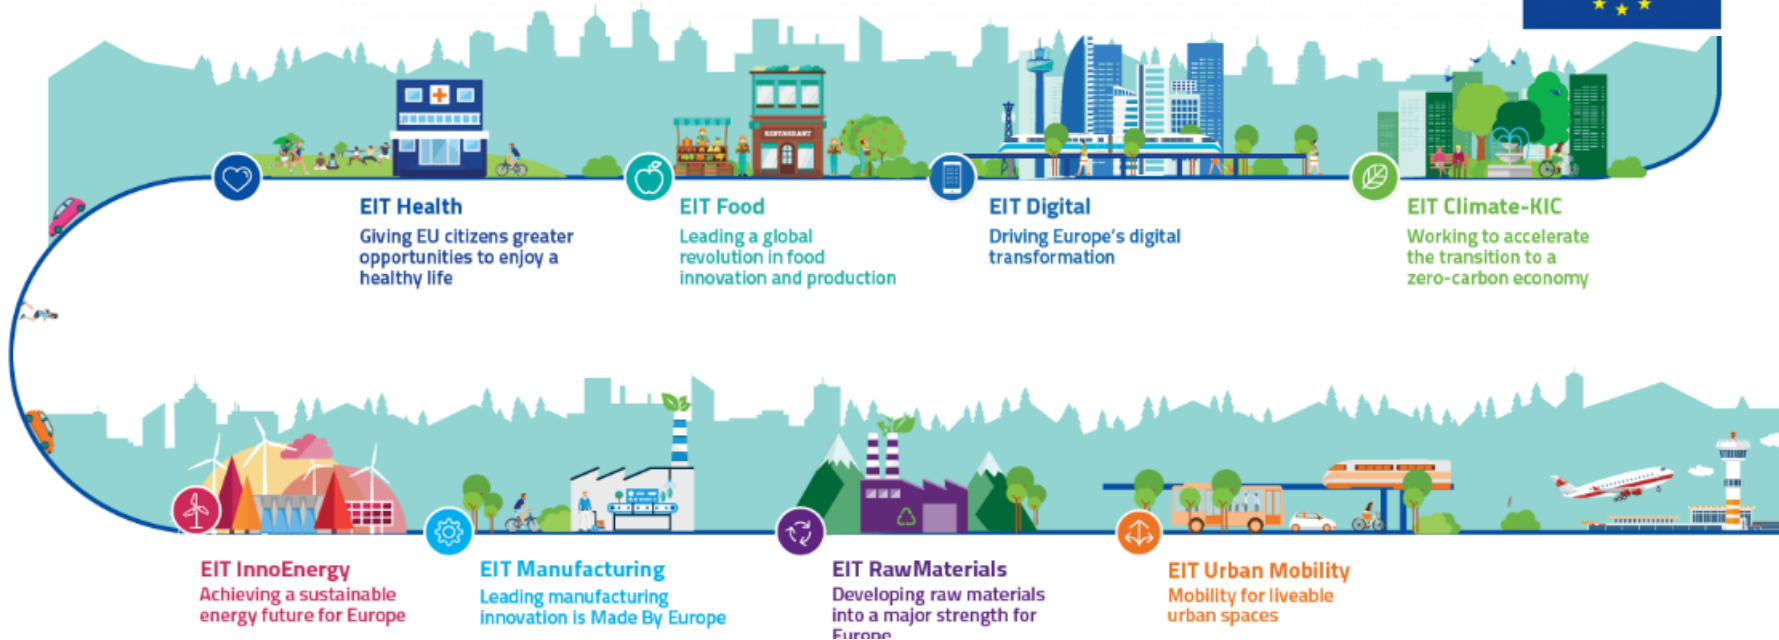 RESTAURANT
EIT Health
Giving EU citizens greater
opportunities to enjoy a
healthy life
EIT Food
Leading a global
revolution in food
innovation and production
EIT Digital
Driving Europe's digital
transformation
EIT Climate-KIC
Working to accelerate
the transition to a
zero-carbon economy
EIT InnoEnergy
Achieving a sustainable
energy future for Europe
EIT Manufacturing
Leading manufacturing
innovation is Made By Europe
EIT RawMaterials
Developing raw materials
into a major strength for
Europe
EIT Urban Mobility
Mobility for liveable
urban spaces